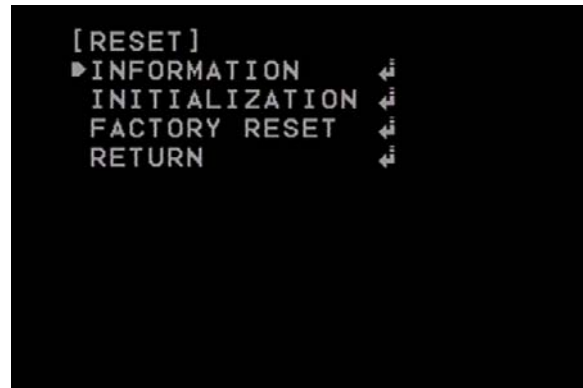 [RESET]
INFORMATION
INITIALIZATION
FACTORY RESET
RETURN